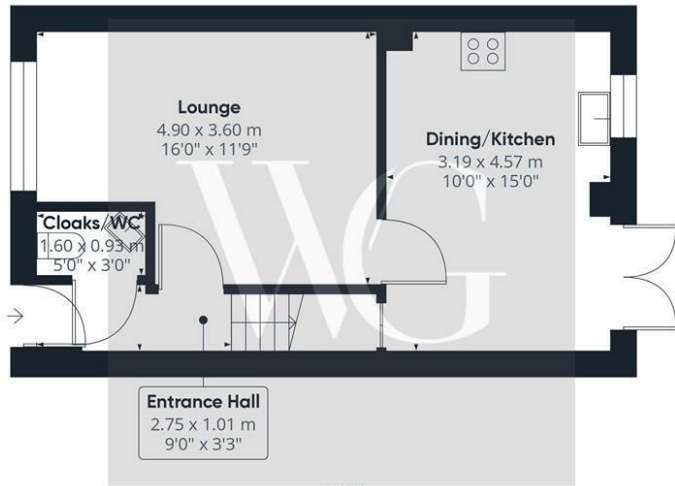 Lounge
4.90 x 3.60 m
16'0" x 11'9"
Dining/Kitchen
3.19 x 4.57 m
10'0" x 15'0"
Cloaks/WC
1.60 x 0.93 m
5'0" x 3'0"
WG
Entrance Hall
2.75 x 1.01 m
9'0" x 3'3"